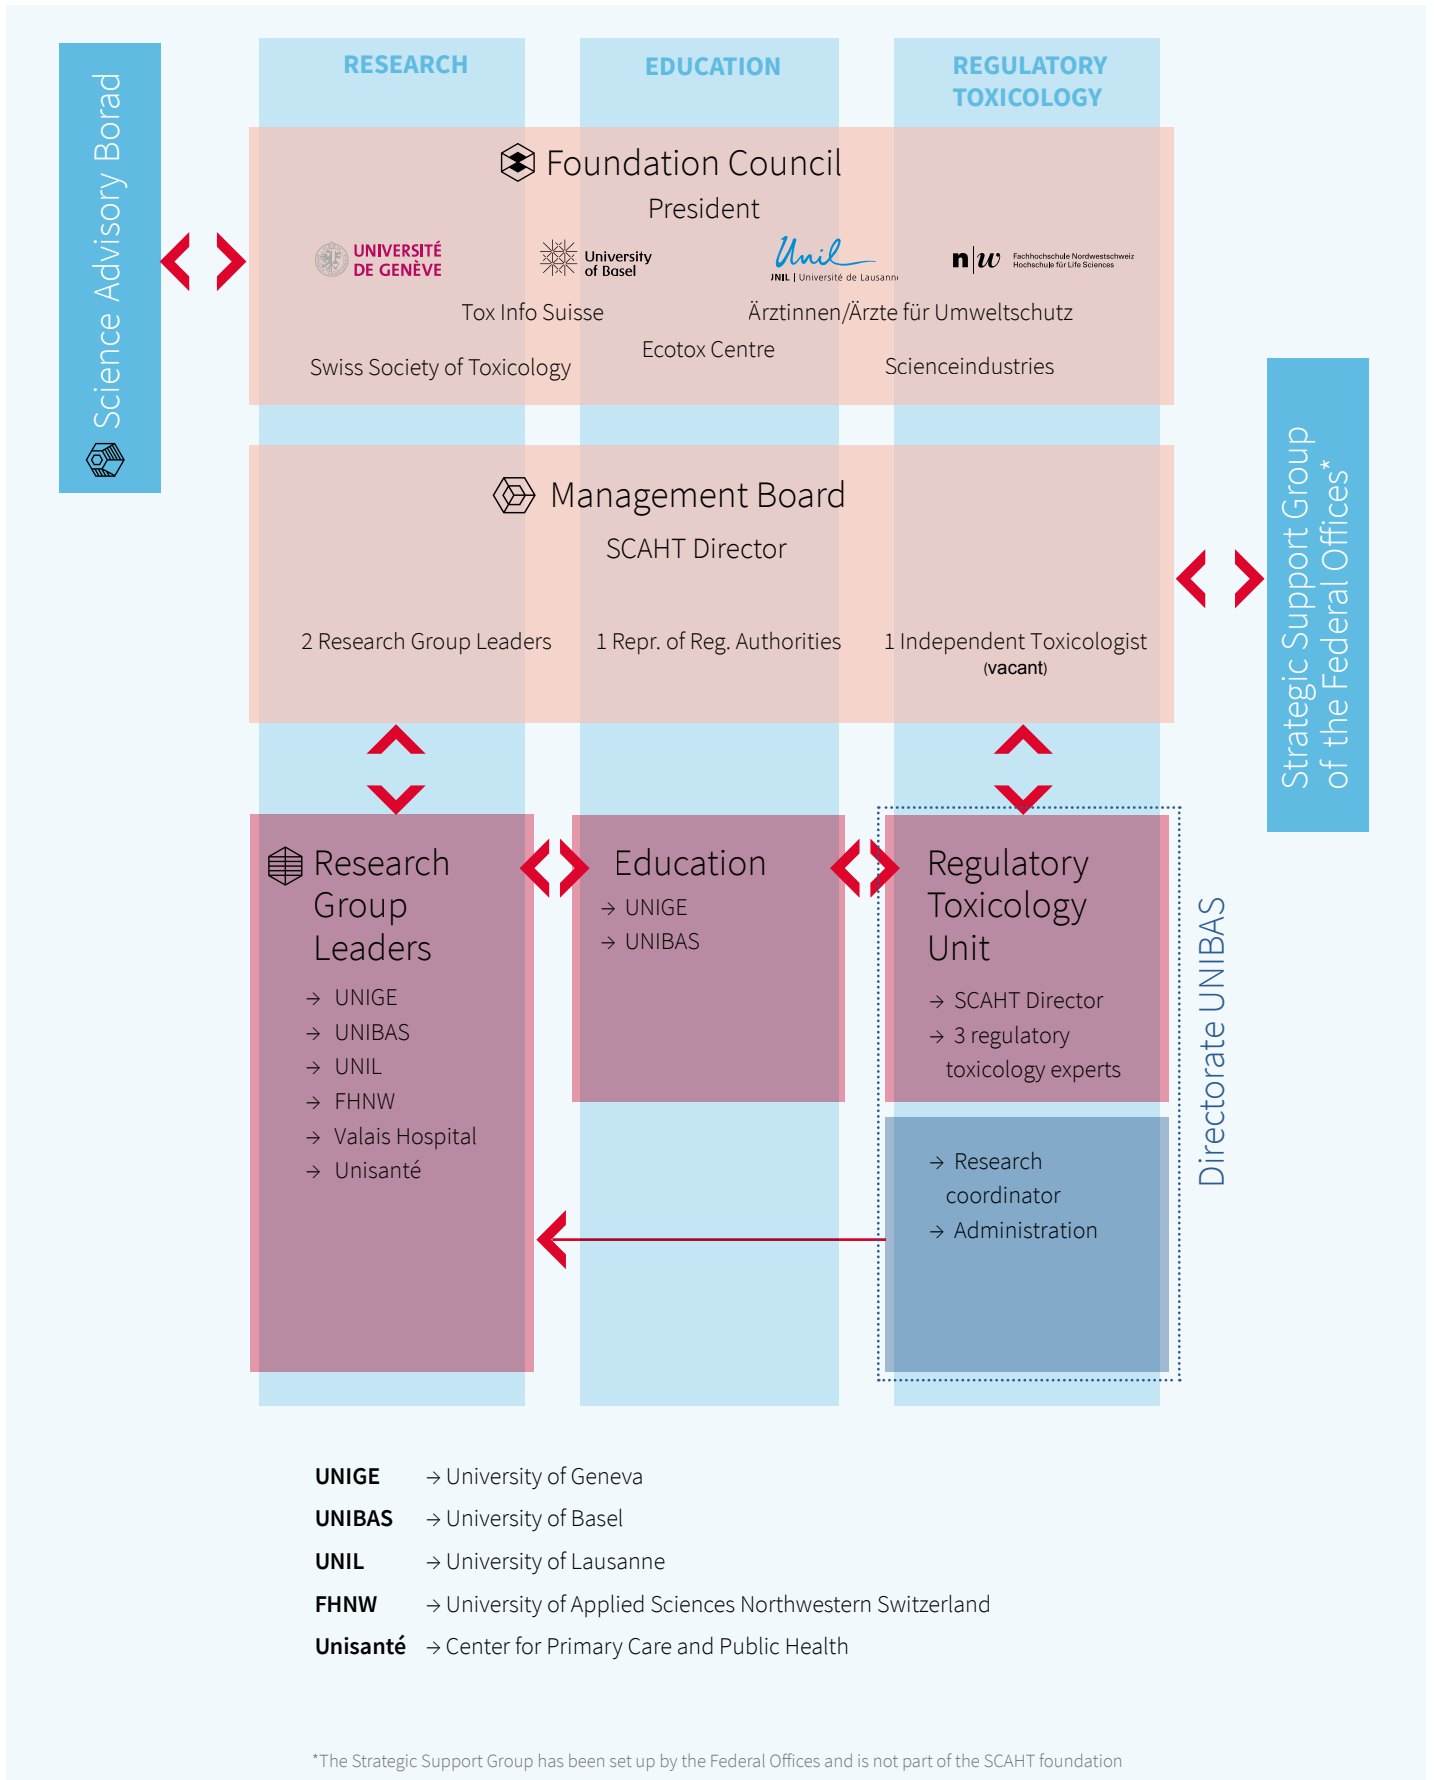 RESEARCH
EDUCATION
REGULATORY
TOXICOLOGY
Science Advisory Borad
Foundation Council
President
UNIVERSITÉ
DE GENÈVE
University
of Basel
Unil
UNIL | Université de Lausanne
n|w
Fachhochschule Nordwestschweiz
Hochschule für Life Sciences
Tox Info Suisse
Ärztinnen/Ärzte für Umweltschutz
Ecotox Centre
Swiss Society of Toxicology
Scienceindustries
Management Board
SCAHT Director
2 Research Group Leaders
1 Repr. of Reg. Authorities
1 Independent Toxicologist
(vacant)
Strategic Support Group
of the Federal Offices*
Research
Group
Leaders
→ UNIGE
→ UNIBAS
→ UNIL
→ FHNW
→ Valais Hospital
→ Unisanté
Education
→ UNIGE
→ UNIBAS
Regulatory
Toxicology
Unit
→ SCAHT Director
→ 3 regulatory
toxicology experts
→ Research
coordinator
→ Administration
Directorate UNIBAS
UNIGE → University of Geneva
UNIBAS → University of Basel
UNIL → University of Lausanne
FHNW → University of Applied Sciences Northwestern Switzerland
Unisanté → Center for Primary Care and Public Health
*The Strategic Support Group has been set up by the Federal Offices and is not part of the SCAHT foundation